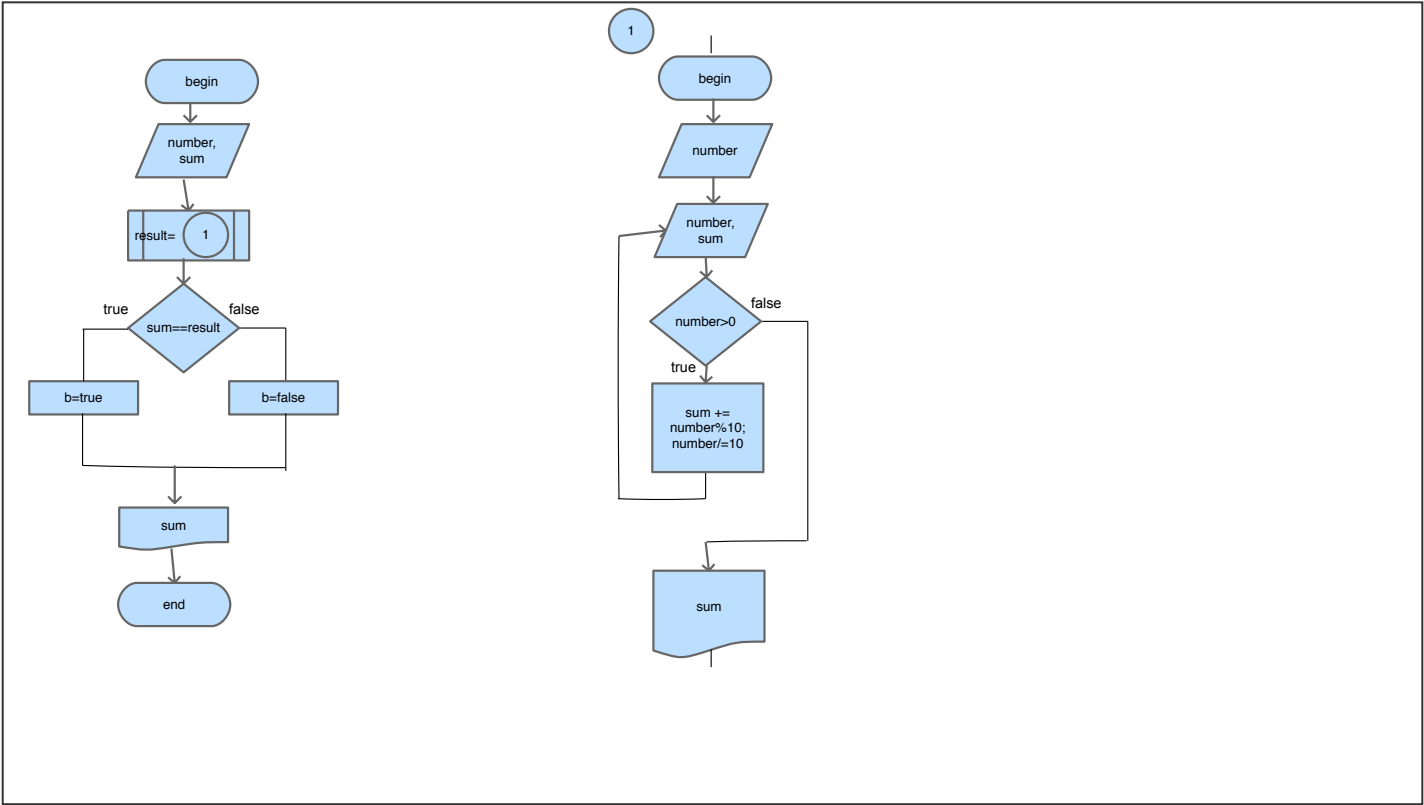 begin
number,
sum
result=
1
true
false
sum==result
b=true
b=false
sum
end
1
begin
number
number,
sum
false
number>0
true
sum +=
number%10;
number/=10
sum